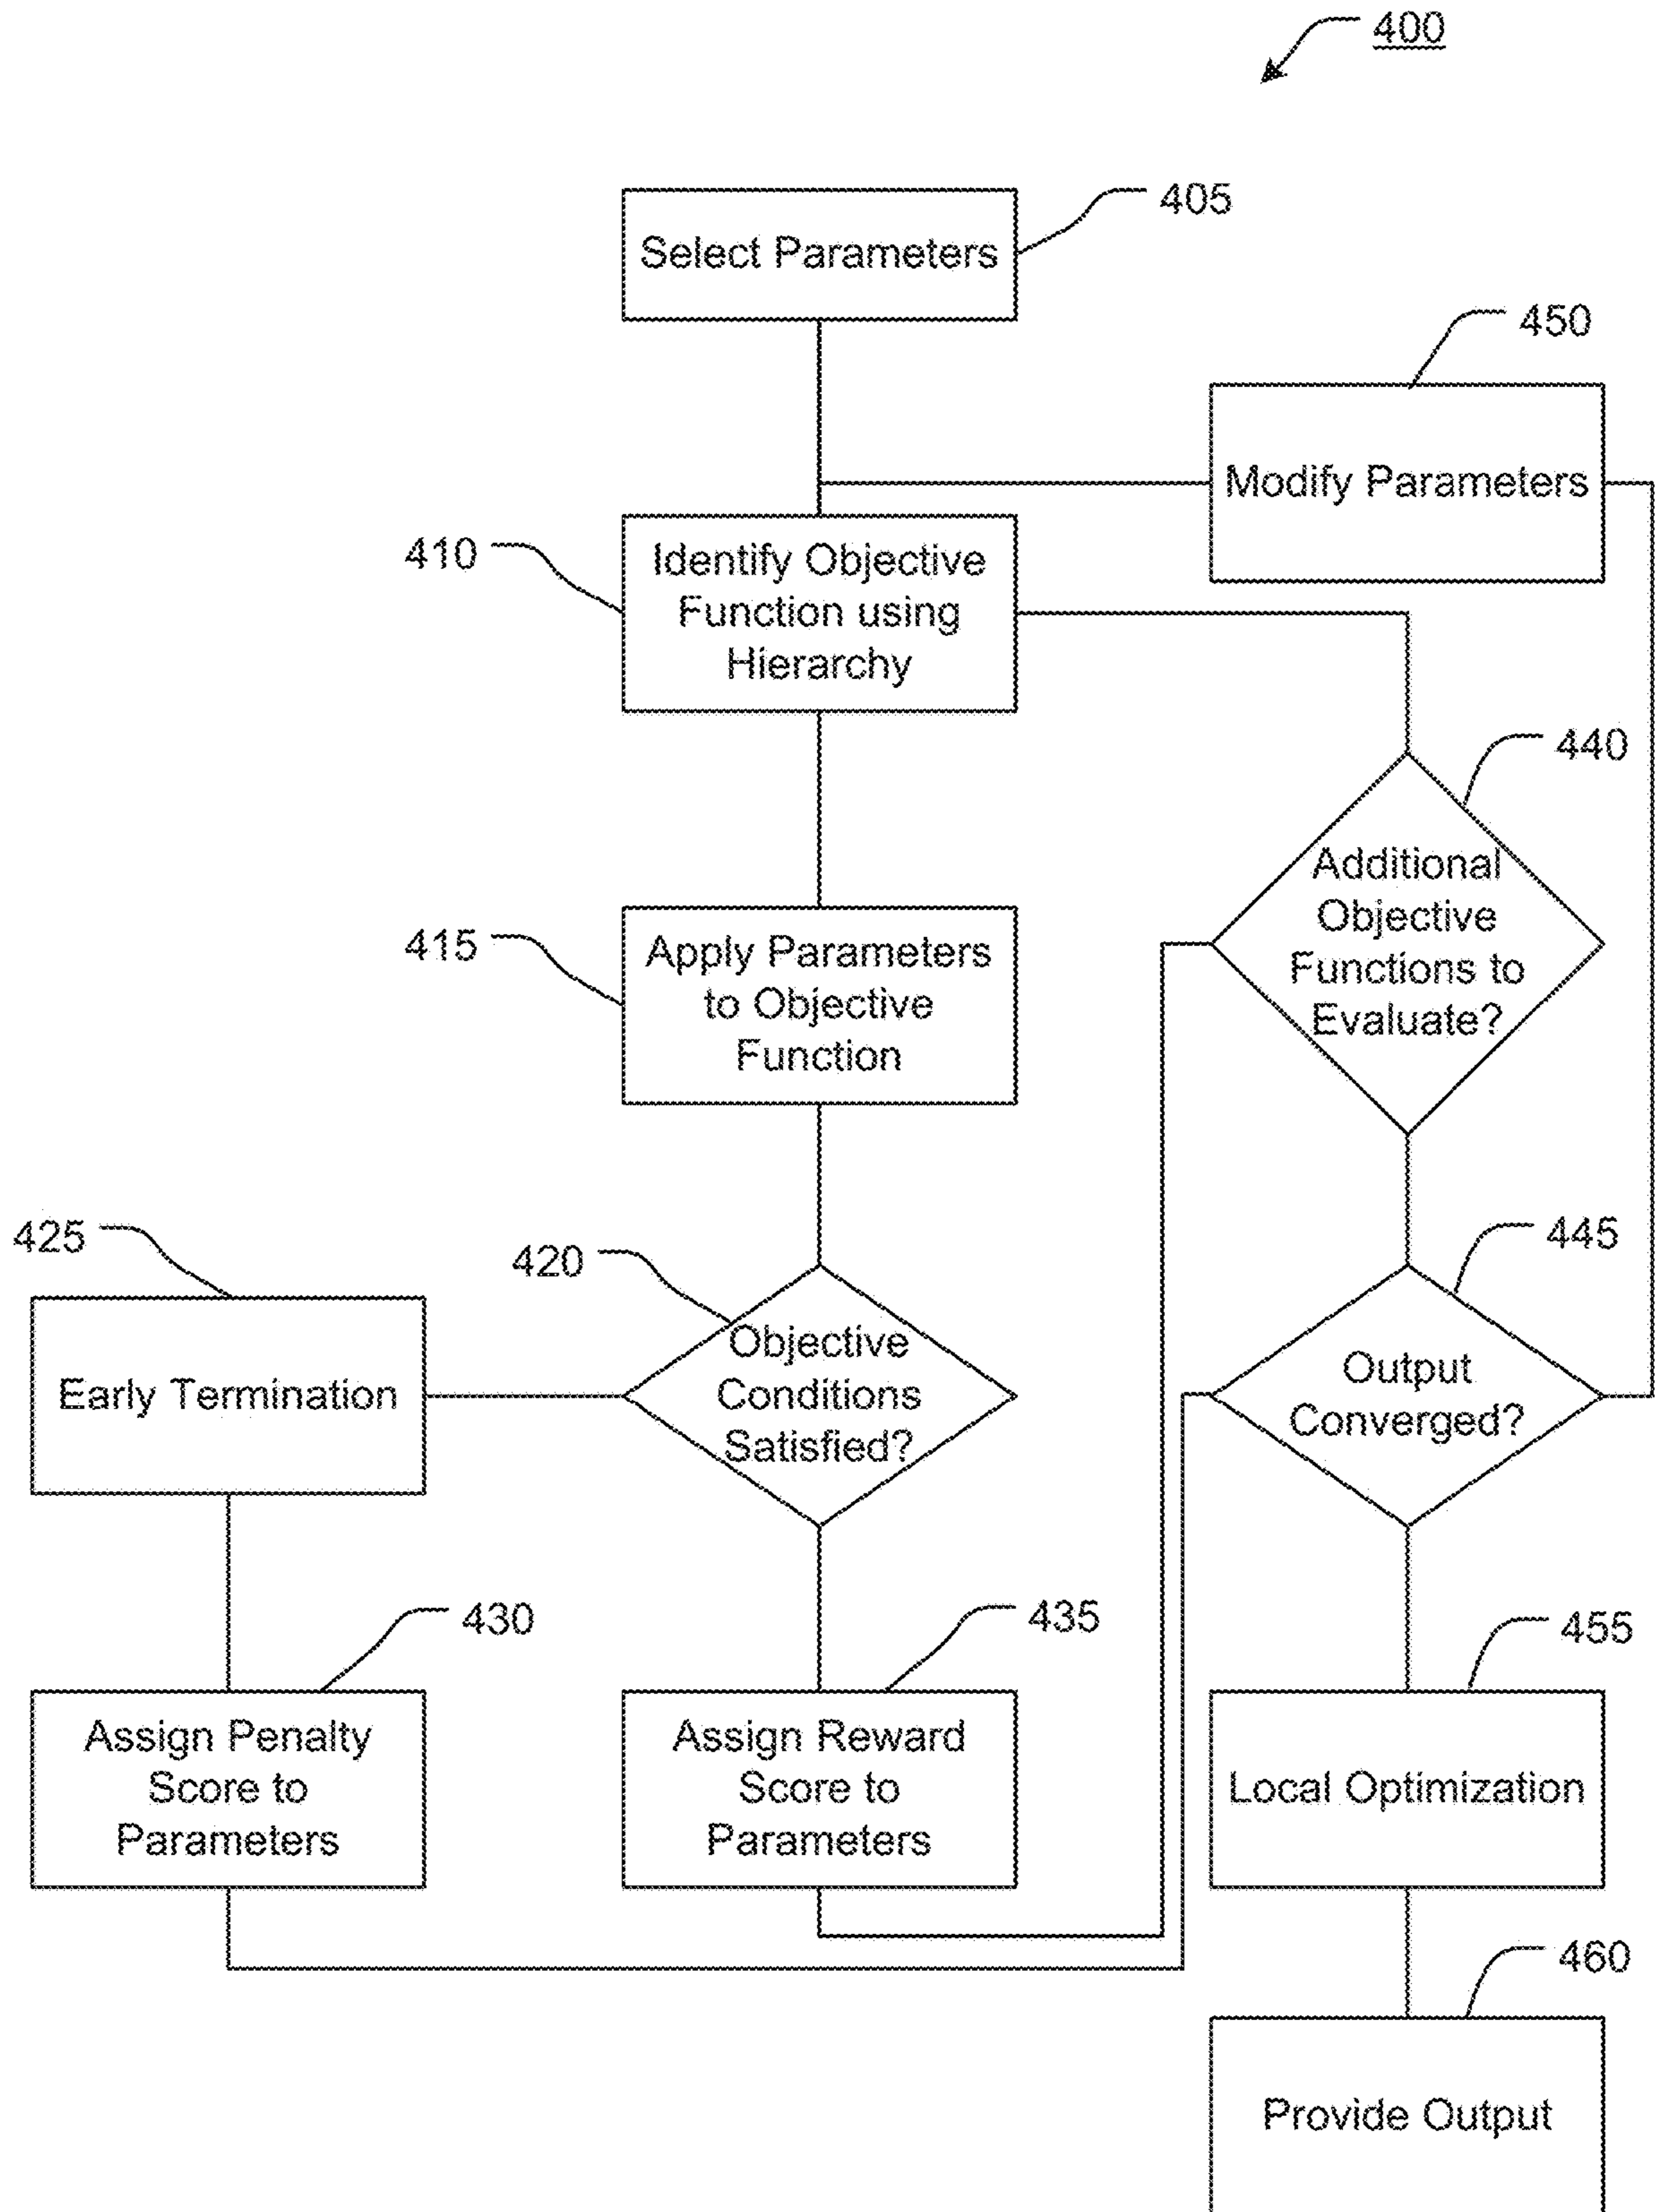 400
Select Parameters
405
450
Modify Parameters
410
Identify Objective
Function using
Hierarchy
440
Additional
Objective
Functions to
Evaluate?
415
Apply Parameters
to Objective
Function
425
Early Termination
420
Objective
Conditions
Satisfied?
445
Output
Converged?
430
Assign Penalty
Score to
Parameters
435
Assign Reward
Score to
Parameters
455
Local Optimization
460
Provide Output